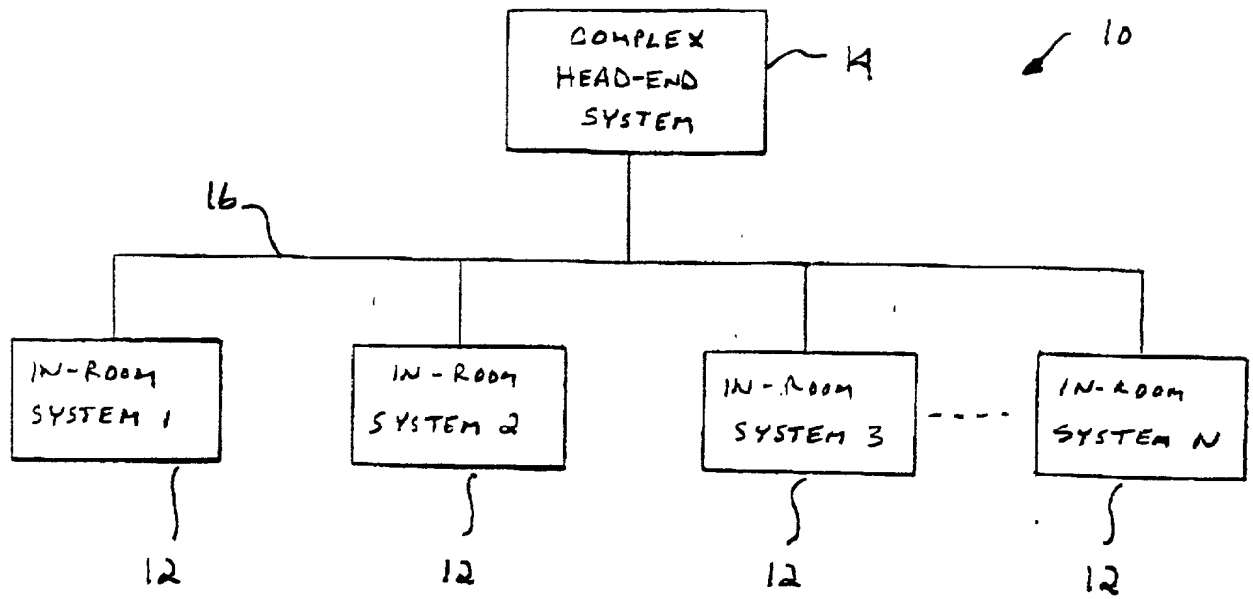 COMPLEX
HEAD-END
SYSTEM
14
10
16
IN-ROOM
SYSTEM 1
IN-ROOM
SYSTEM 2
IN-ROOM
SYSTEM 3
IN-ROOM
SYSTEM N
12
12
12
12